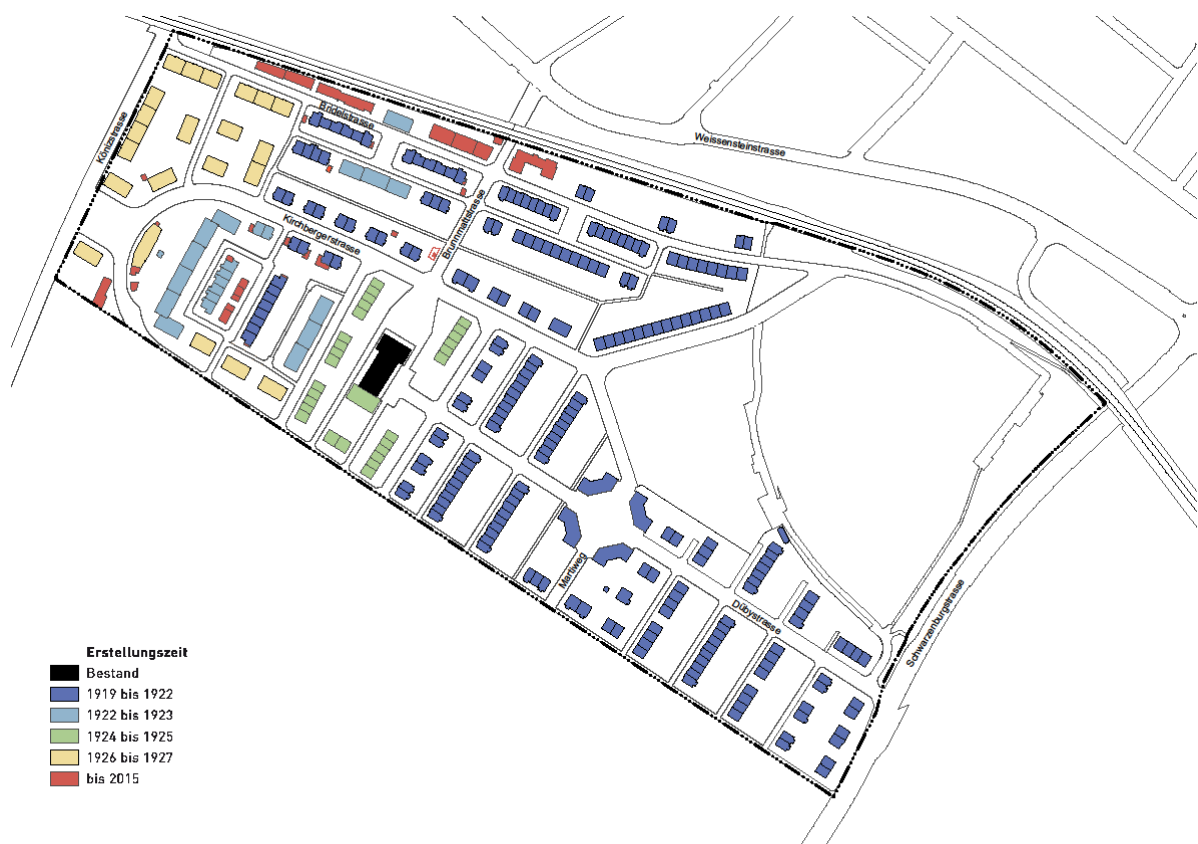 Weissensteinstrasse
Bridelstrasse
Könizstrasse
Kirchbergerstrasse
Brunnmattstrasse
Martiweg
Dübystrasse
Schwarzenburgstrasse
Erstellungszeit
Bestand
1919 bis 1922
1922 bis 1923
1924 bis 1925
1926 bis 1927
bis 2015